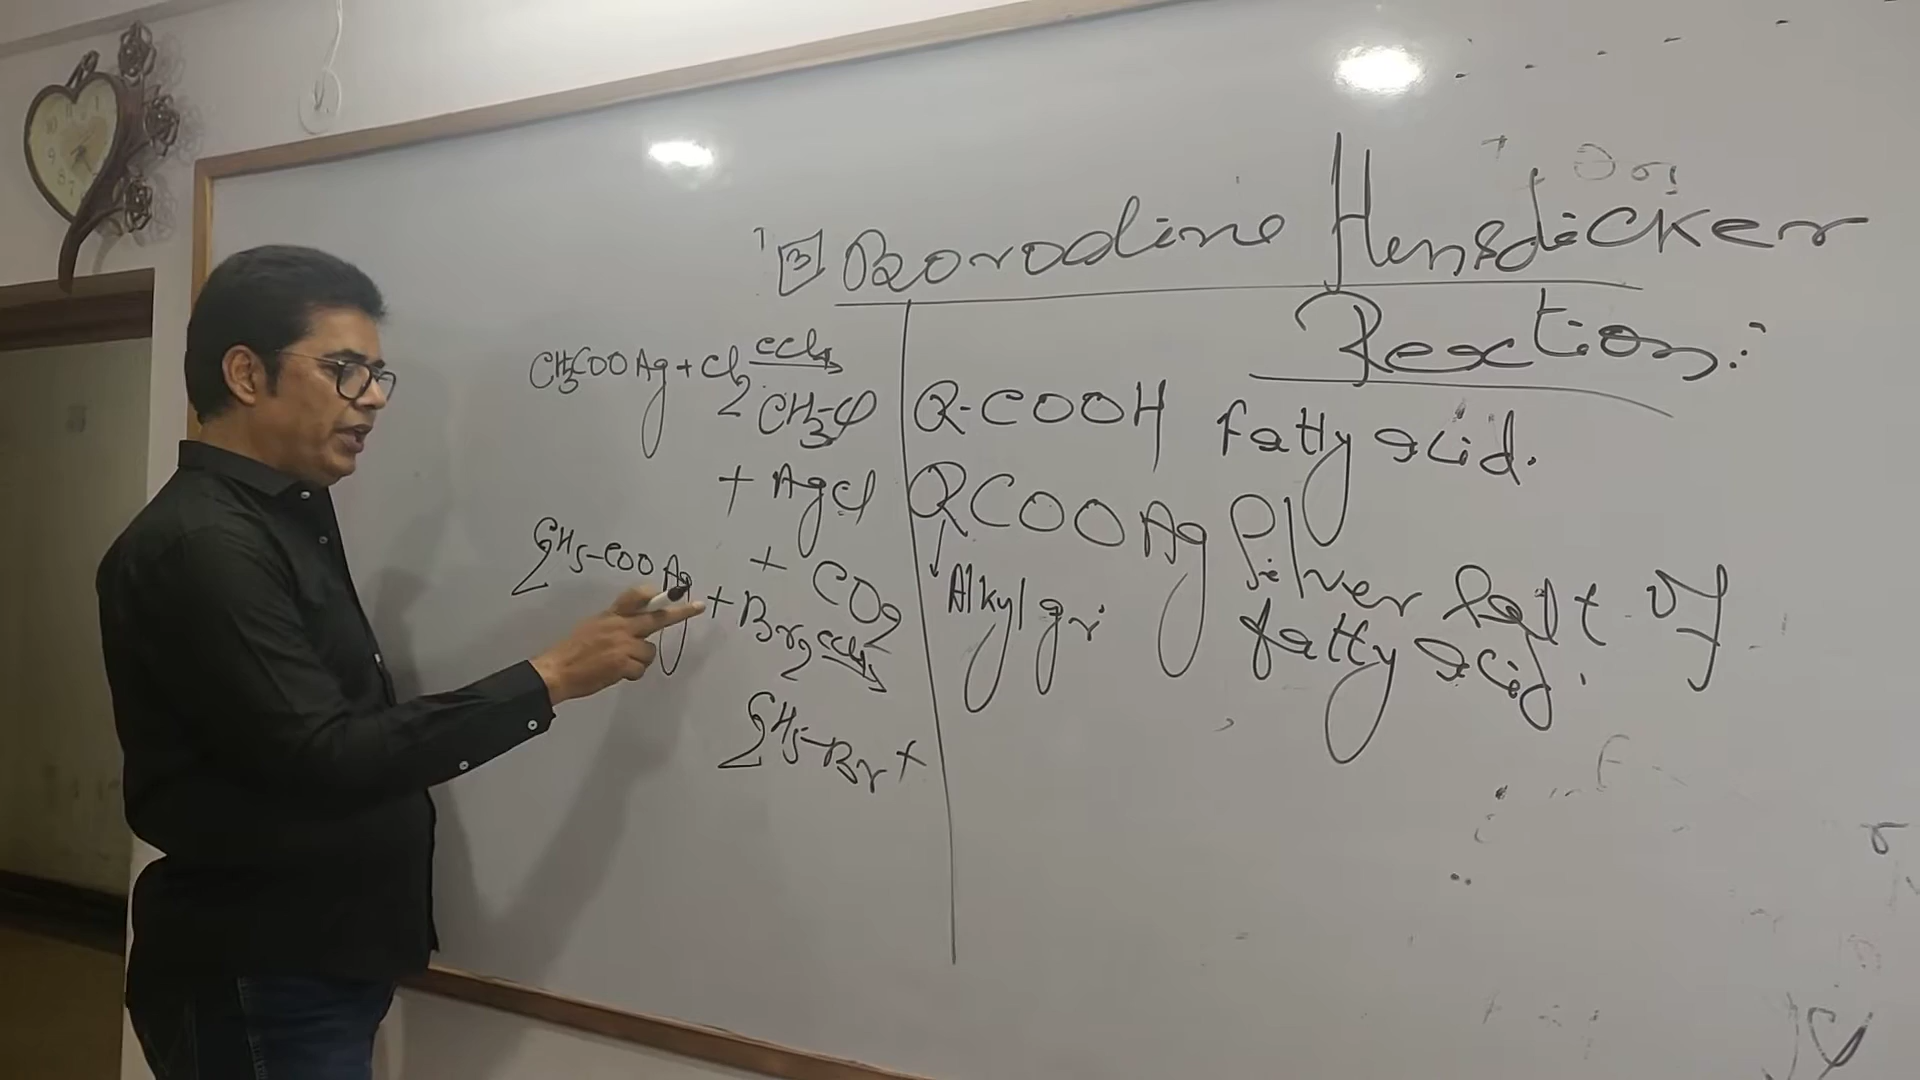 [3] Borodine Hunsdicker
Reaction:
CH3COOAg + Cl2 CCl4
CH3-Cl
+ AgCl
+ CO2
C2H5-COOAg
+ Br2 CCl4
C2H5-Br +
R-COOH fatty acid.
RCOOAg Silver Salt of
fatty acid.
Alkyl gr